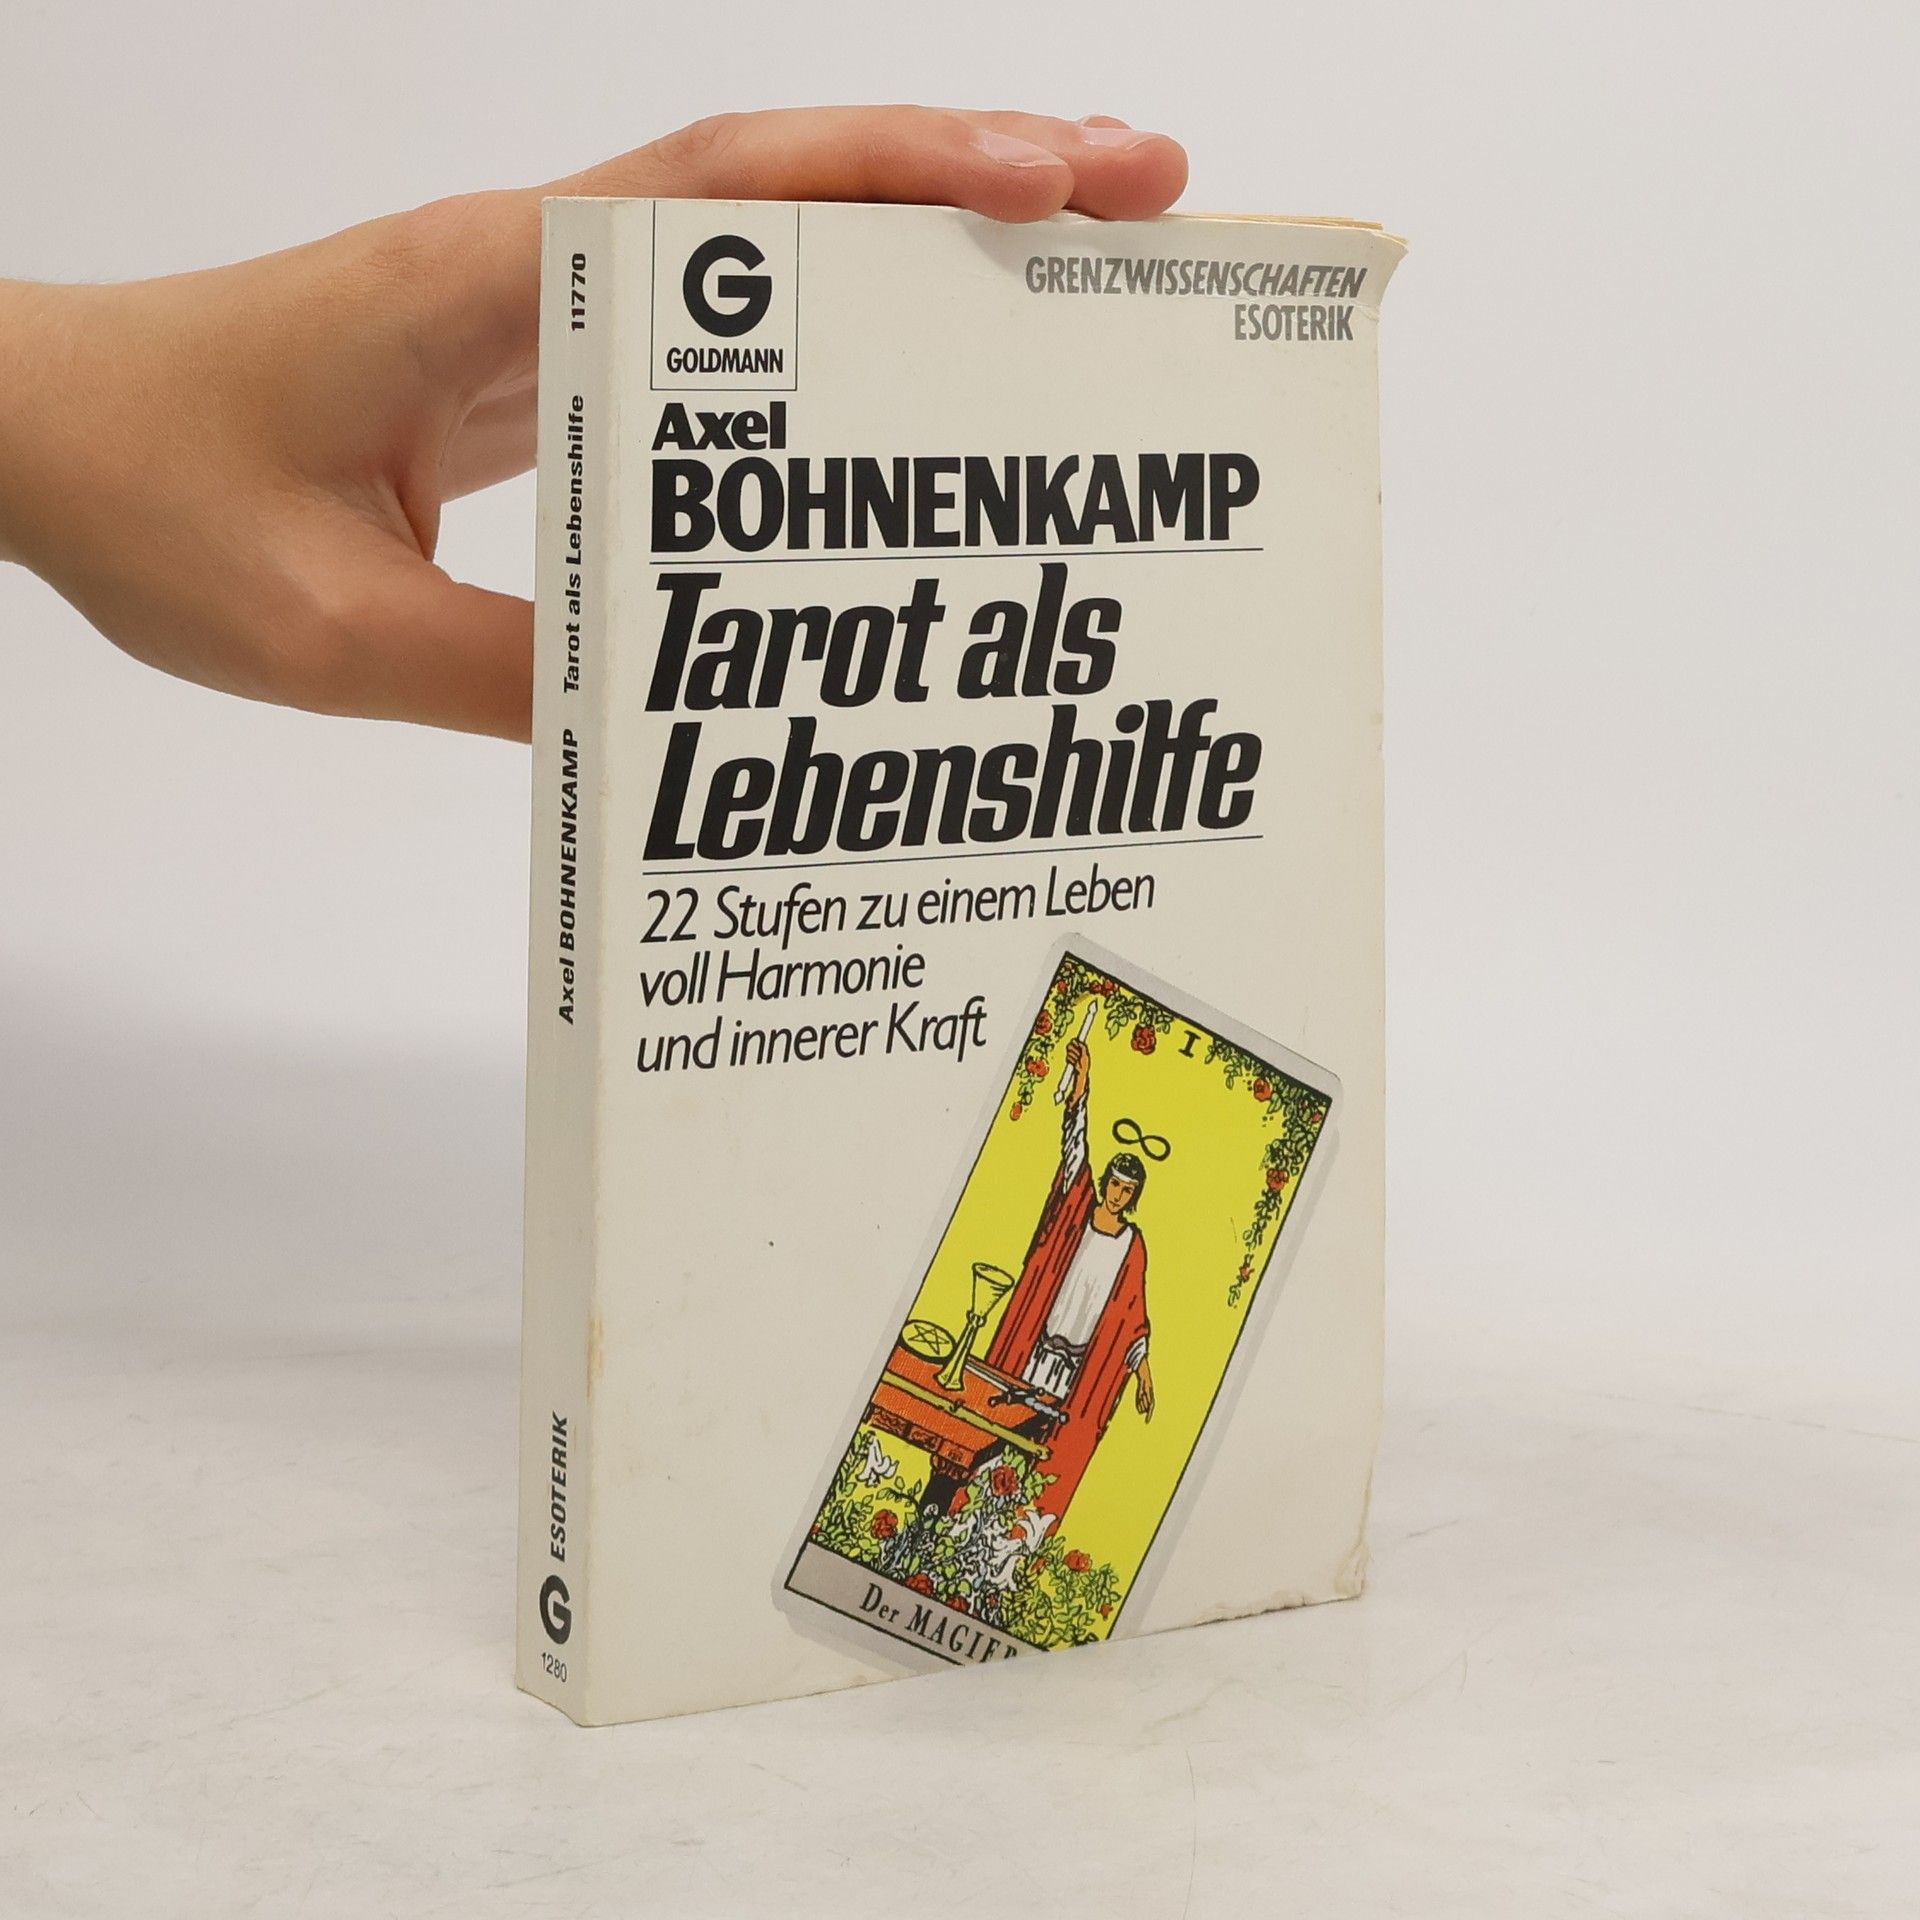 G
GOLDMANN
GRENZWISSENSCHAFTEN
ESOTERIK
Axel
BOHNENKAMP
Tarot als
Lebenshilfe
22 Stufen zu einem Leben
voll Harmonie
und innerer Kraft
I
Der MAGIER
Axel BOHNENKAMP Tarot als Lebenshilfe 11770
G ESOTERIK
1280